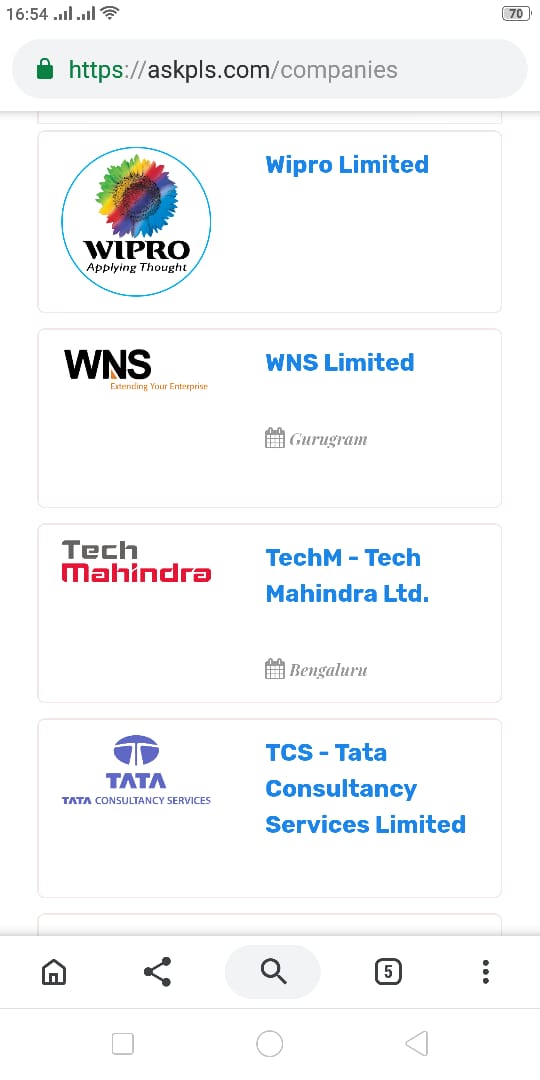 16:54
70
https://askpls.com/companies
WIPRO
Applying Thought
Wipro Limited
WNS
Extending Your Enterprise
WNS Limited
Gurugram
Tech
Mahindra
TechM - Tech
Mahindra Ltd.
Bengaluru
TATA
TATA CONSULTANCY SERVICES
TCS - Tata
Consultancy
Services Limited
5